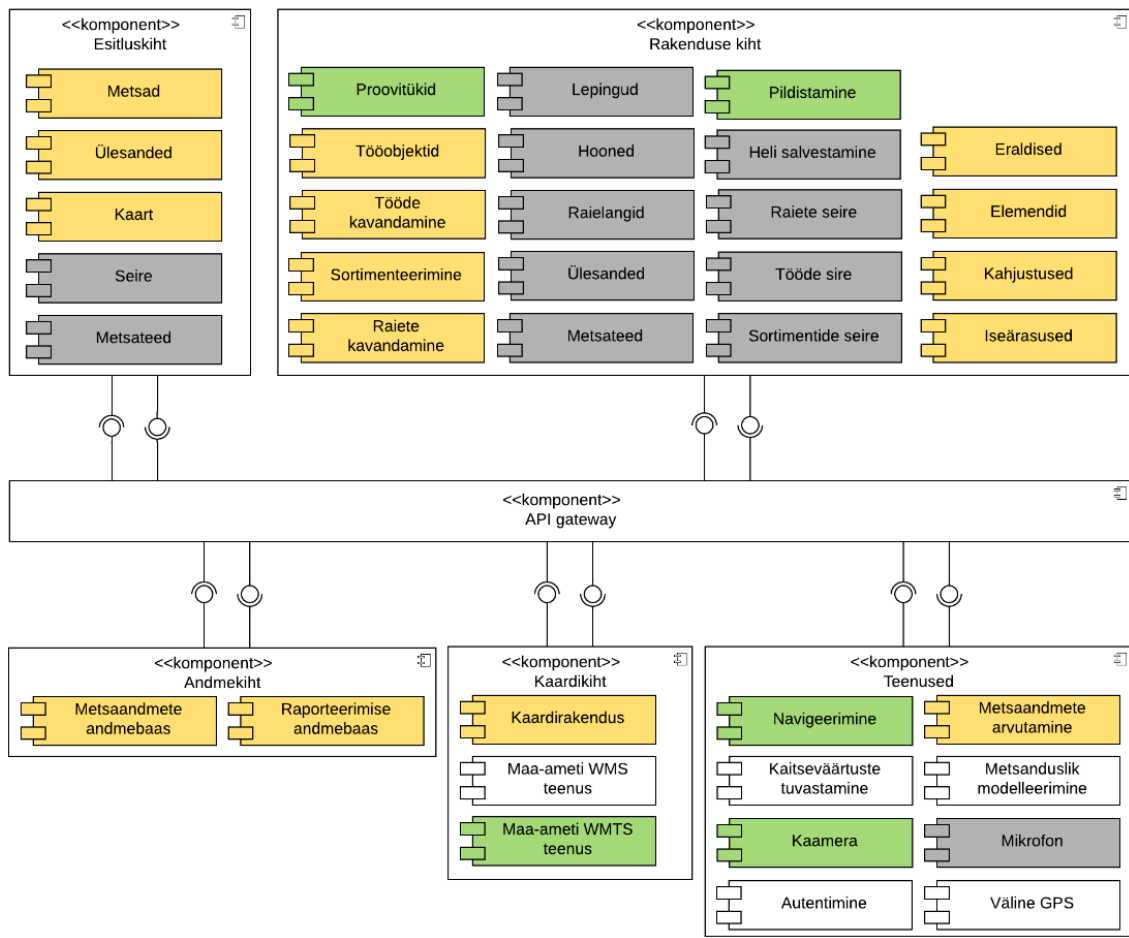 <<komponent>>
Esitluskiht
Metsad
Ülesanded
Kaart
Seire
Metsateed
<<komponent>>
Rakenduse kiht
Proovitükid
Tööobjektid
Tööde
kavandamine
Sortimenteerimine
Raiete
kavandamine
Lepingud
Hooned
Raielangid
Ülesanded
Metsateed
Pildistamine
Heli salvestamine
Raiete seire
Tööde sire
Sortimentide seire
Eraldised
Elemendid
Kahjustused
Iseärasused
<<komponent>>
API gateway
<<komponent>>
Andmekiht
Metsaandmete
andmebaas
Raporteerimise
andmebaas
<<komponent>>
Kaardikiht
Kaardirakendus
Maa-ameti WMS
teenus
Maa-ameti WMTS
teenus
<<komponent>>
Teenused
Navigeerimine
Metsaandmete
arvutamine
Kaitseväärtuste
tuvastamine
Metsanduslik
modelleerimine
Kaamera
Mikrofon
Autentimine
Väline GPS